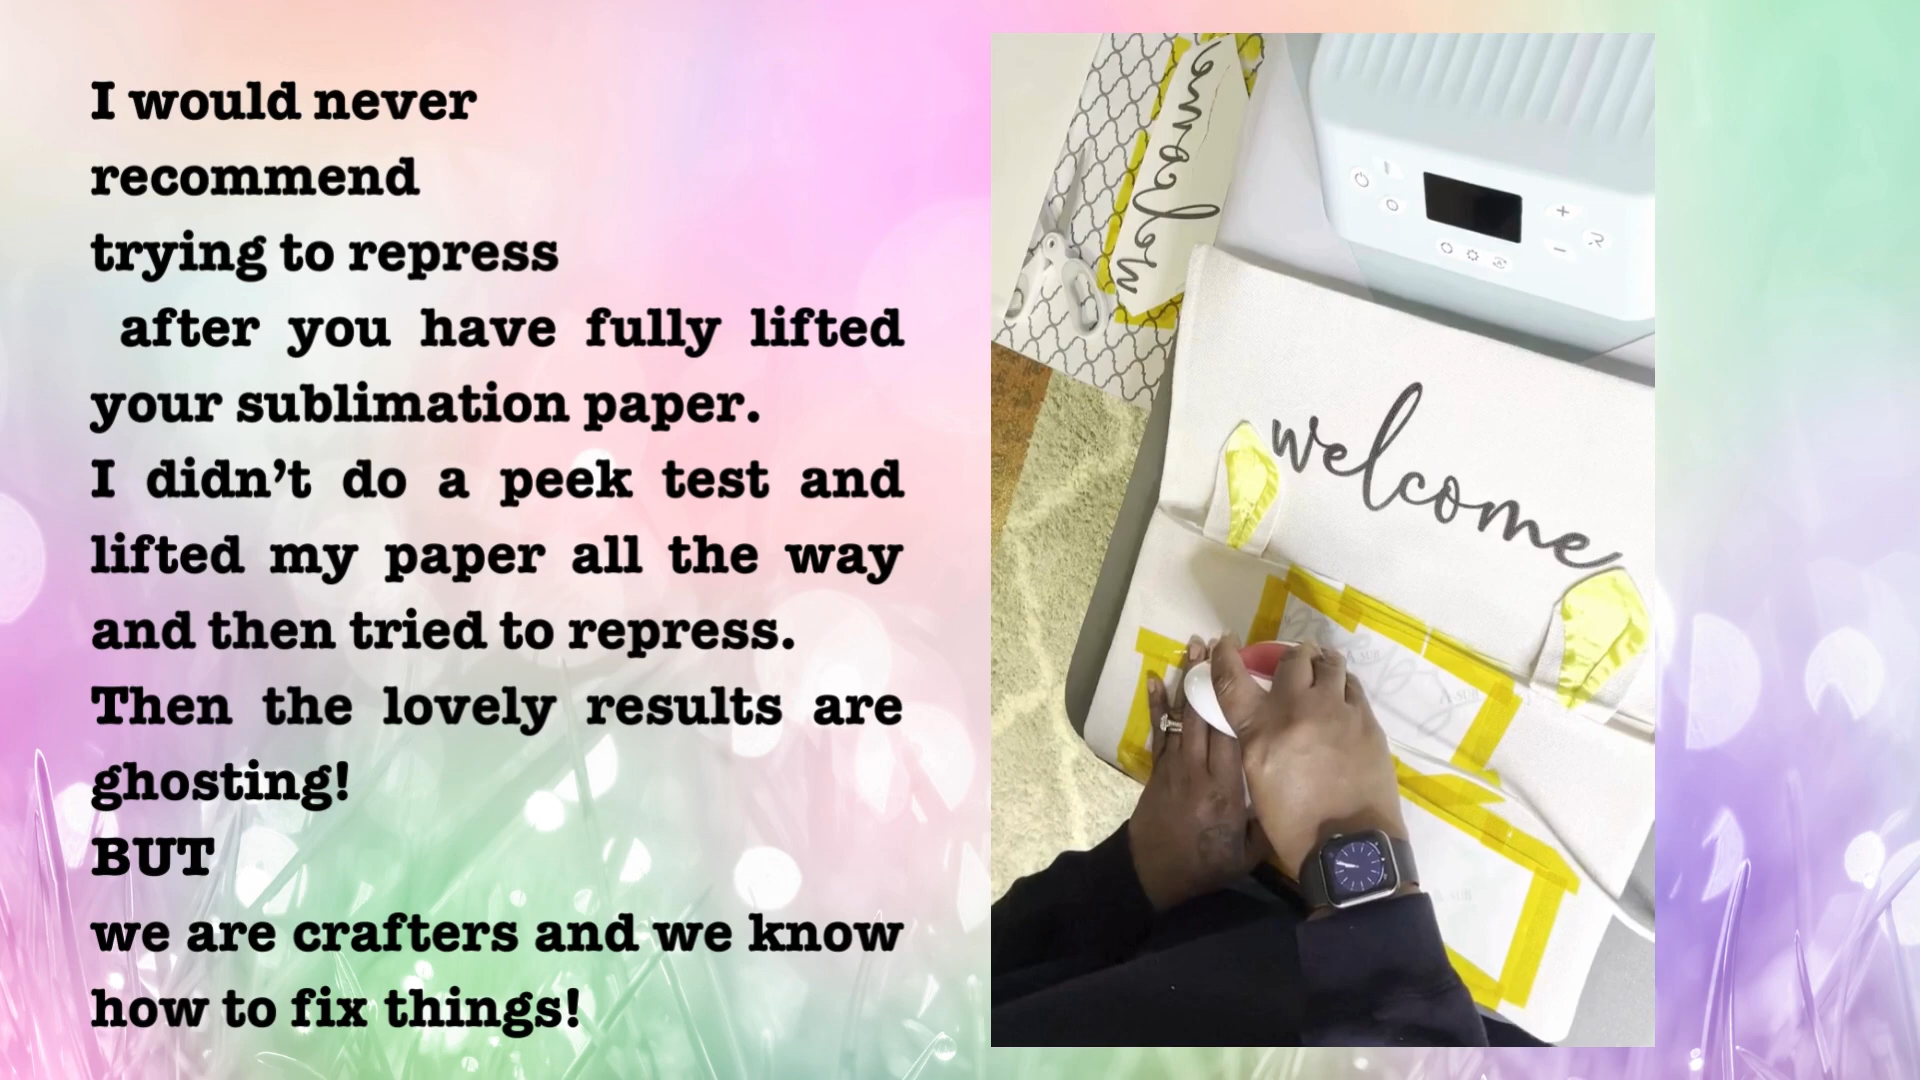 I would never
recommend
trying to repress
after you have fully lifted
your sublimation paper.
I didn’t do a peek test and
lifted my paper all the way
and then tried to repress.
Then the lovely results are
ghosting!
BUT
we are crafters and we know
how to fix things!
welcome
welcome
A SUB
A SUB